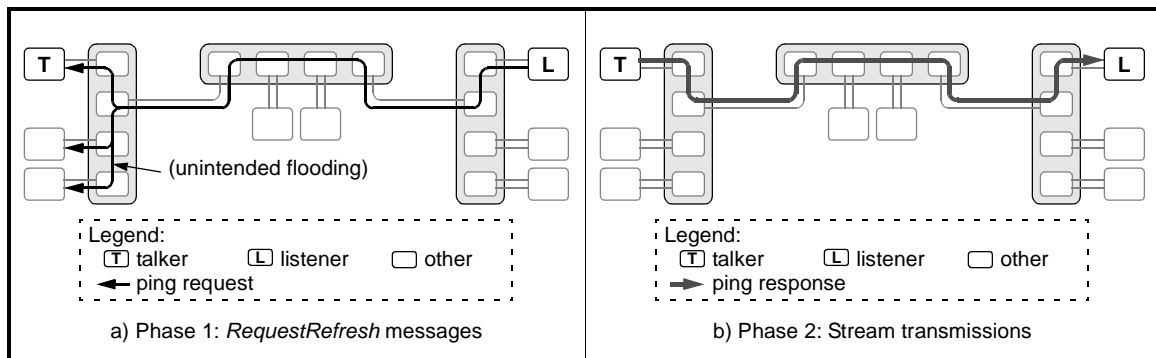 T
L
(unintended flooding)
Legend:
T talker L listener other
ping request
a) Phase 1: RequestRefresh messages
T
L
Legend:
T talker L listener other
ping response
b) Phase 2: Stream transmissions